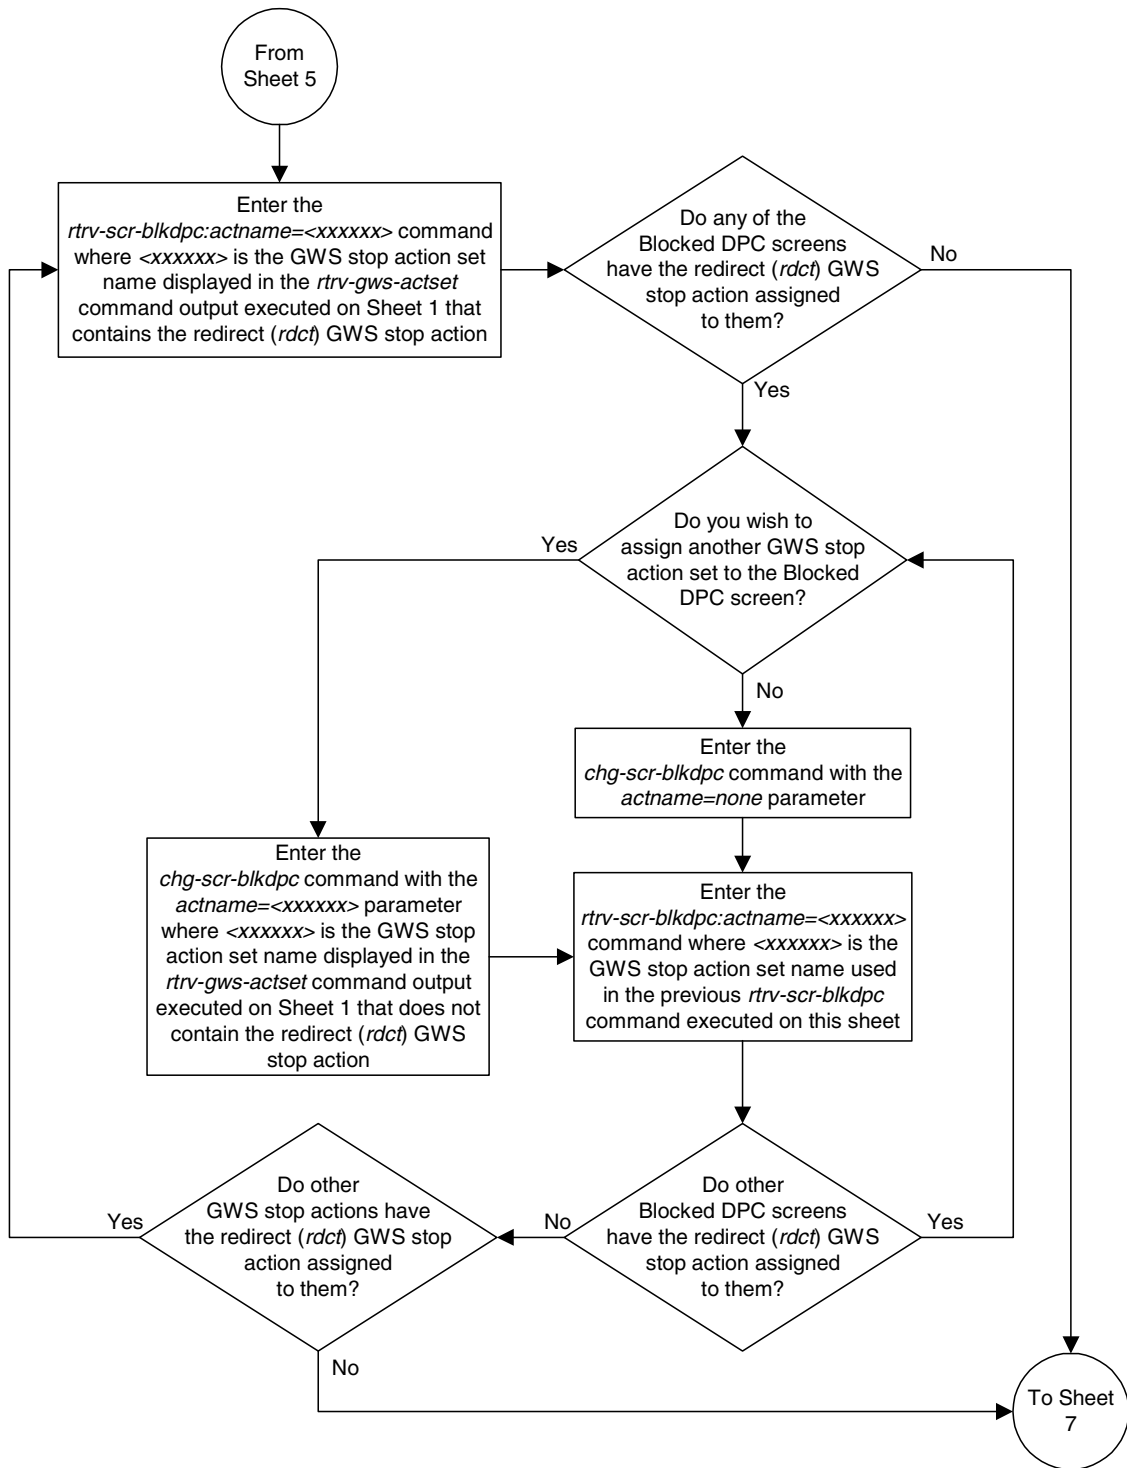 From
Sheet 5
Enter the
rtrv-scr-blkdpc:actname=<xxxxxx> command
where <xxxxxx> is the GWS stop action set
name displayed in the rtrv-gws-actset
command output executed on Sheet 1 that
contains the redirect (rdct) GWS stop action
Do any of the
Blocked DPC screens
have the redirect (rdct) GWS
stop action assigned
to them?
No
Yes
Do you wish to
assign another GWS stop
action set to the Blocked
DPC screen?
Yes
No
Enter the
chg-scr-blkdpc command with the
actname=none parameter
Enter the
chg-scr-blkdpc command with the
actname=<xxxxxx> parameter
where <xxxxxx> is the GWS stop
action set name displayed in the
rtrv-gws-actset command output
executed on Sheet 1 that does not
contain the redirect (rdct) GWS
stop action
Enter the
rtrv-scr-blkdpc:actname=<xxxxxx>
command where <xxxxxx> is the
GWS stop action set name used
in the previous rtrv-scr-blkdpc
command executed on this sheet
Do other
Blocked DPC screens
have the redirect (rdct) GWS
stop action assigned
to them?
Yes
No
Do other
GWS stop actions have
the redirect (rdct) GWS stop
action assigned
to them?
Yes
No
To Sheet
7